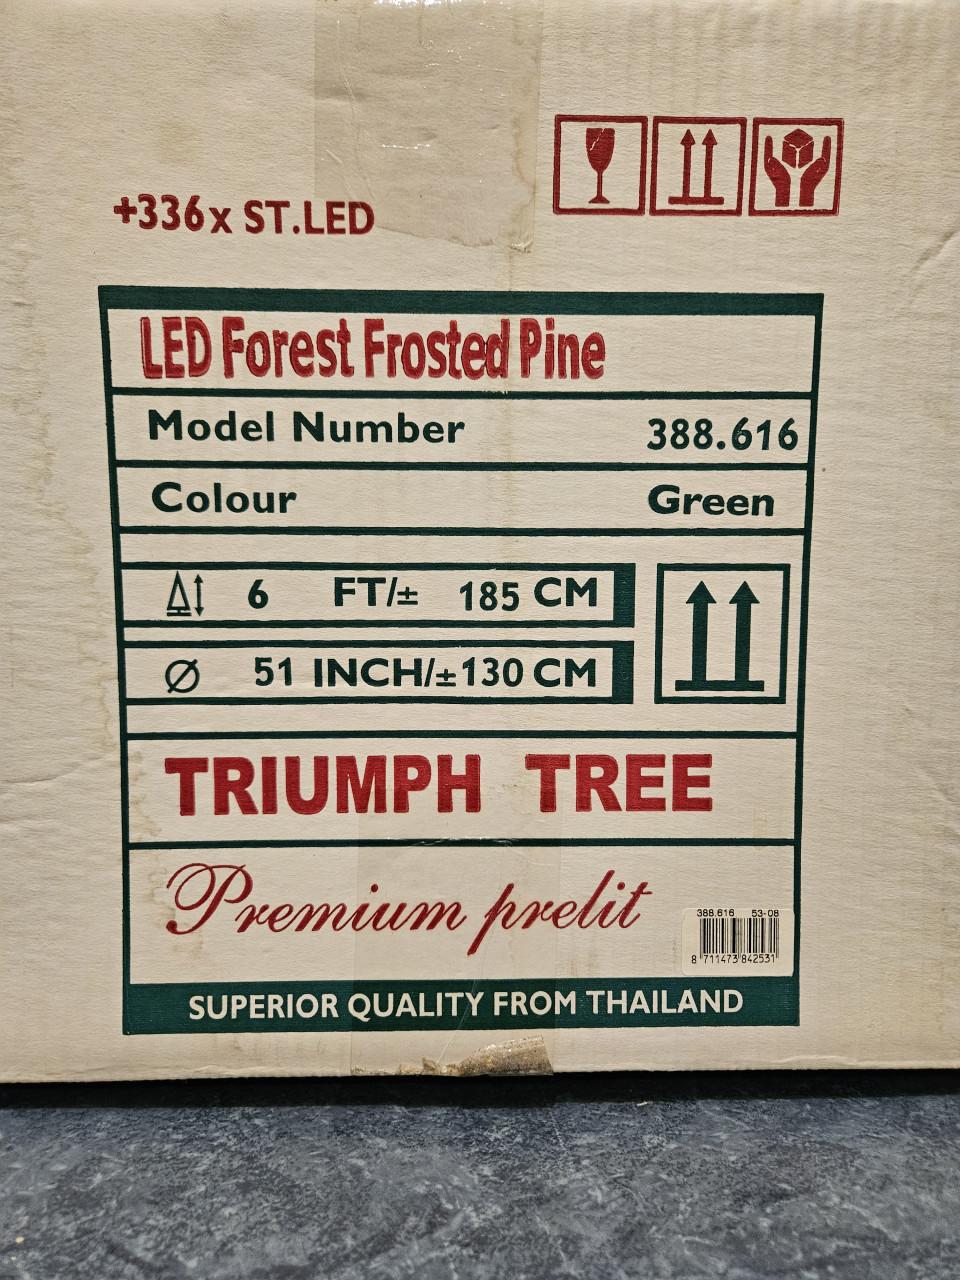 +336x ST.LED
LED Forest Frosted Pine
Model Number 388.616
Colour Green
6 FT/± 185 CM
Ø 51 INCH/±130 CM
TRIUMPH TREE
Premium prelit
388.616 53-08
8 711473 842531
SUPERIOR QUALITY FROM THAILAND